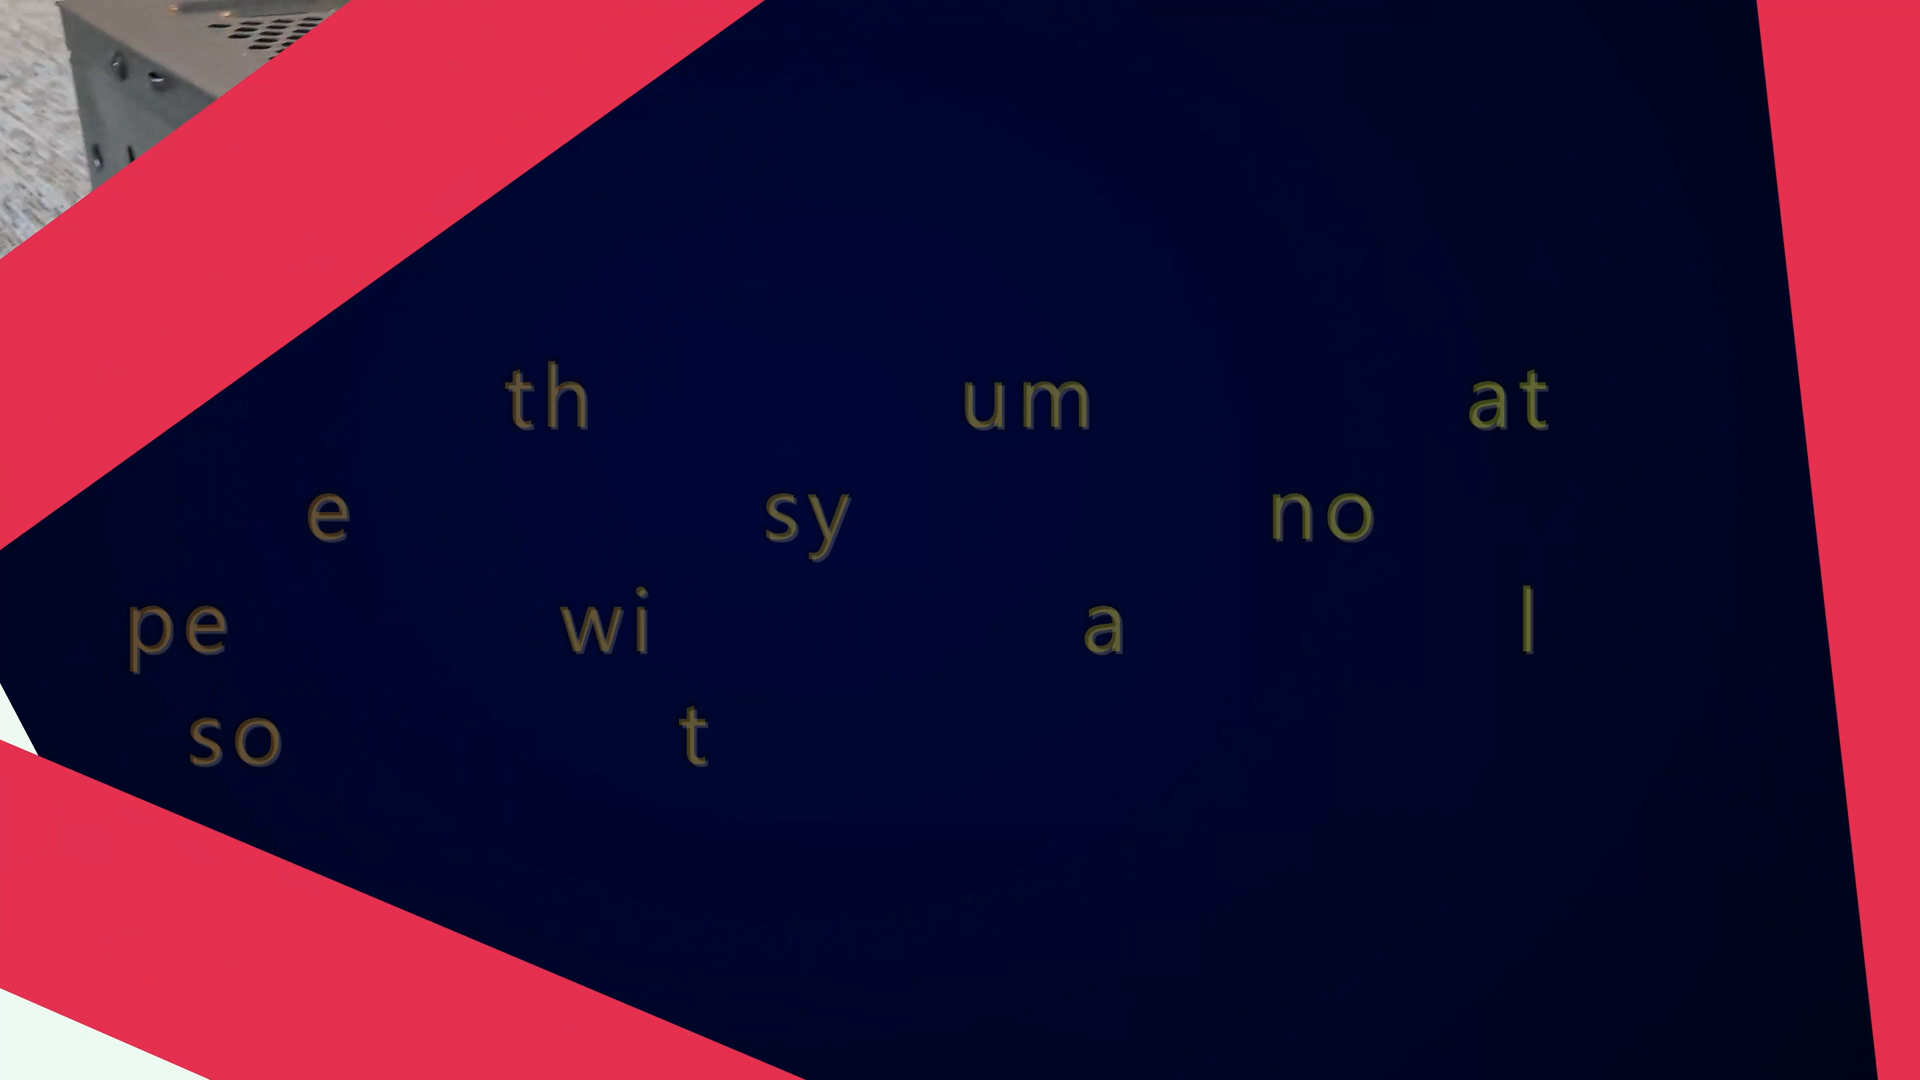 th um at
e sy no
pe wi a l
so t